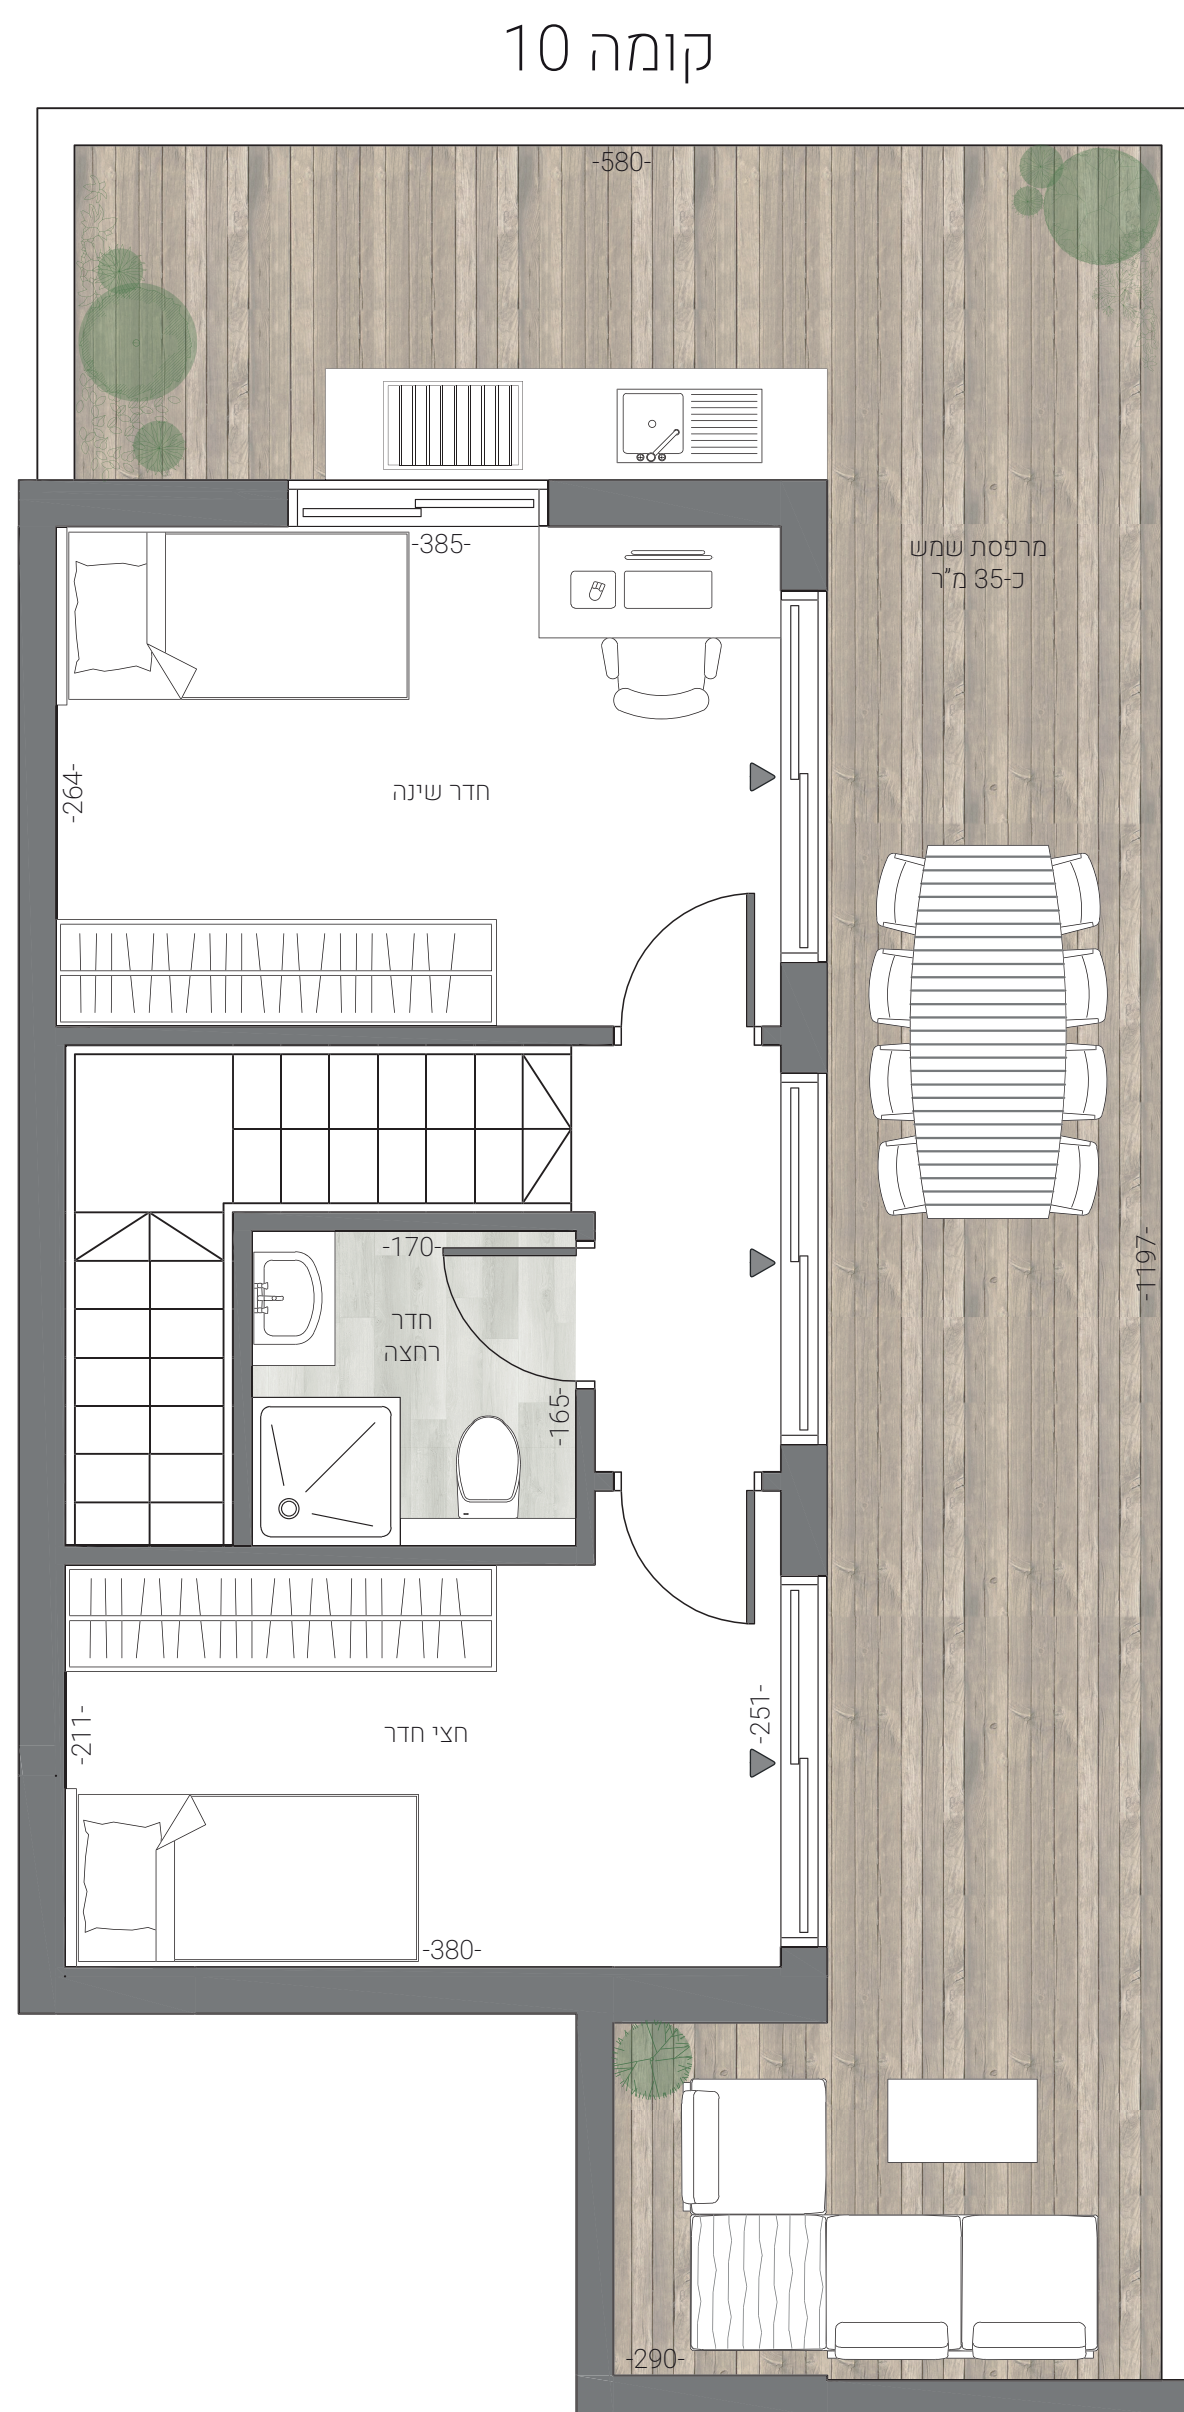 קומה 10
-580-
-385-
מרפסת שמש
כ-35 מ"ר
-264-
חדר שינה
-170-
חדר
רחצה
-165-
-1197-
-211-
חצי חדר
-251-
-380-
-290-